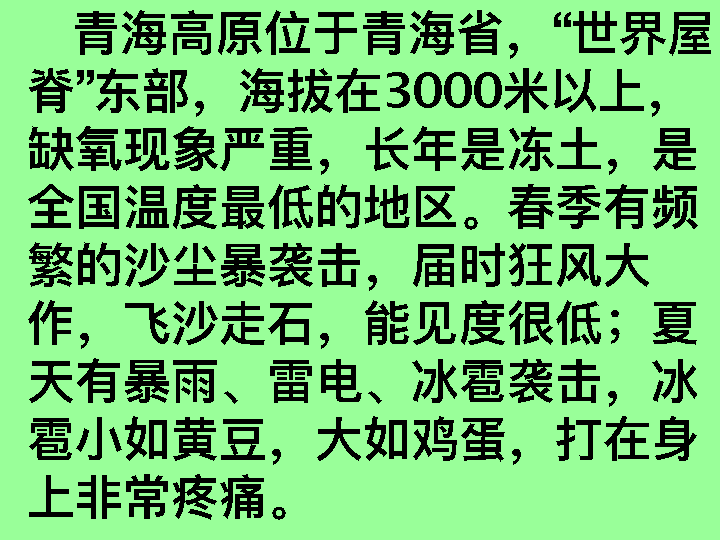 青海高原位于青海省，“世界屋
脊”东部，海拔在3000米以上，
缺氧现象严重，长年是冻土，是
全国温度最低的地区。春季有频
繁的沙尘暴袭击，届时狂风大
作，飞沙走石，能见度很低；夏
天有暴雨、雷电、冰雹袭击，冰
雹小如黄豆，大如鸡蛋，打在身
上非常疼痛。